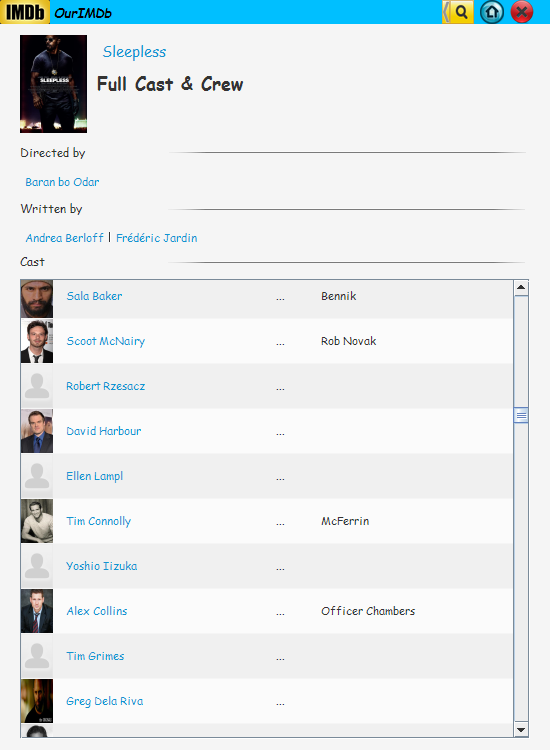 IMDb OurIMDb
SLEEPLESS
Sleepless
Full Cast & Crew
Directed by
Baran bo Odar
Written by
Andrea Berloff | Frédéric Jardin
Cast
Sala Baker ... Bennik
Scoot McNairy ... Rob Novak
Robert Rzesacz ...
David Harbour ...
Ellen Lampl ...
Tim Connolly ... McFerrin
Yoshio Iizuka ...
Alex Collins ... Officer Chambers
Tim Grimes ...
Greg Dela Riva ...